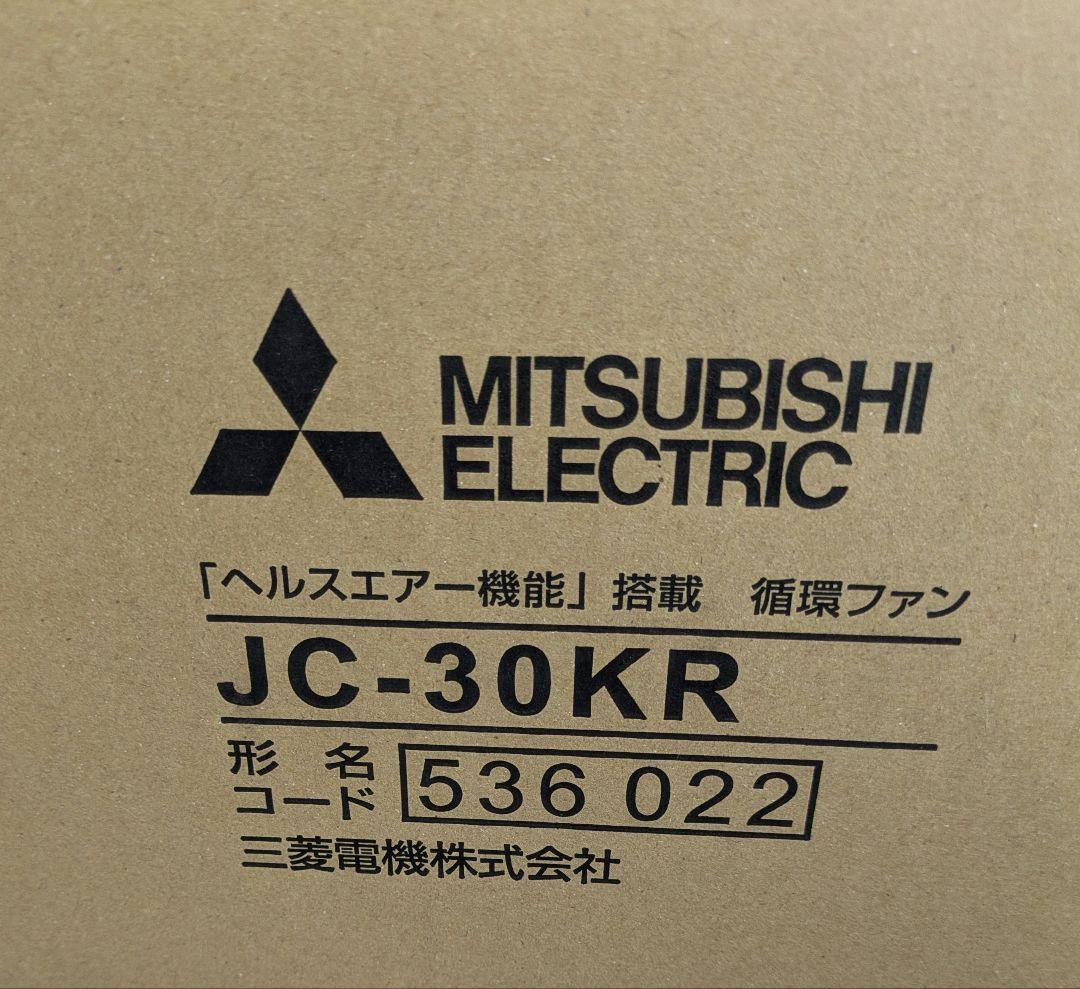 MITSUBISHI
ELECTRIC
「ヘルスエアー機能」搭載　循環ファン
JC-30KR
形　名
コード
536 022
三菱電機株式会社